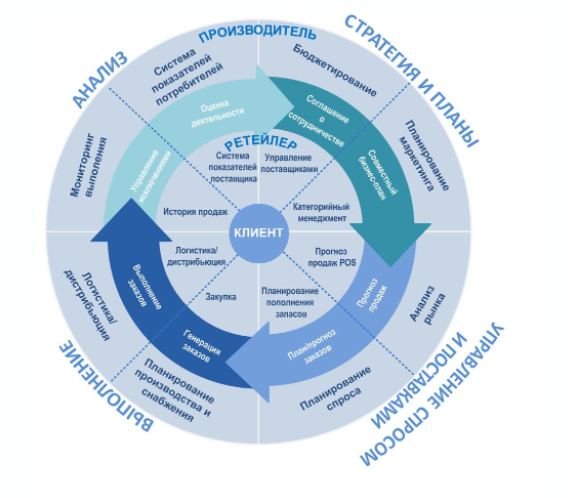 ПРОИЗВОДИТЕЛЬ
СТРАТЕГИЯ И ПЛАНЫ
АНАЛИЗ
Система
показателей
потребителей
Бюджетирование
Оценка
деятельности
Соглашение
о
сотрудничестве
Мониторинг
выполения
Управление
исключениями
РЕТЕЙЛЕР
Система
показателей
поставщика
Управление
поставщиками
Совместный
бизнес-план
Планирование
маркетинга
История продаж
Категорийный
менеджмент
КЛИЕНТ
Логистика/
дистрибьюция
Прогноз
продаж POS
Логистика/
дистрибьюция
Выполнение
заказов
Закупка
Планирование
пополнения
запасов
Прогноз
продаж
Анализ
рынка
Генерация
заказов
План/прогноз
заказов
Планирование
производства и
снабжения
Планирование
спроса
ВЫПОЛНЕНИЕ
УПРАВЛЕНИЕ СПРОСОМ
И ПОСТАВКАМИ